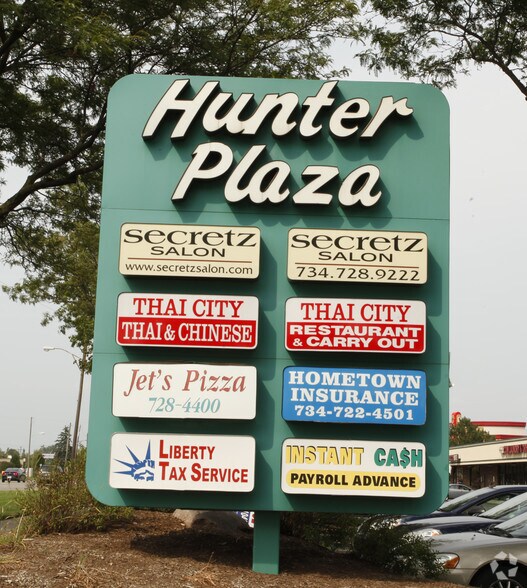 Hunter
Plaza
SECRETZ
SALON
www.secretzsalon.com
SECRETZ
SALON
734.728.9222
THAI CITY
THAI & CHINESE
THAI CITY
RESTAURANT
& CARRY OUT
Jet's Pizza
728-4400
HOMETOWN
INSURANCE
734-722-4501
LIBERTY
TAX SERVICE
INSTANT CA$H
PAYROLL ADVANCE